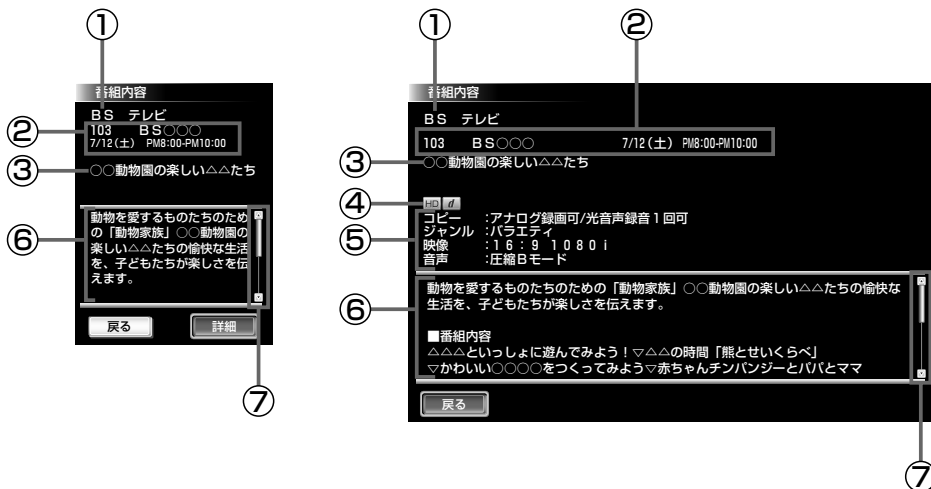 ①
番組内容
BS テレビ
②
103 BS○○○
7/12(土) PM8:00-PM10:00
③
○○動物園の楽しい△△たち
⑥
動物を愛するものたちのため
の「動物家族」○○動物園の
楽しい△△たちの愉快な生活
を、子どもたちが楽しさを伝
えます。
戻る 詳細
⑦
① ②
番組内容
BS テレビ
103 BS○○○ 7/12(土) PM8:00-PM10:00
③
○○動物園の楽しい△△たち
④
HD d
⑤
コピー :アナログ録画可/光音声録音1回可
ジャンル :バラエティ
映像 :16:9 1080i
音声 :圧縮Bモード
⑥
動物を愛するものたちのための「動物家族」○○動物園の楽しい△△たちの愉快な
生活を、子どもたちが楽しさを伝えます。
■番組内容
△△△といっしょに遊んでみよう!▽△△の時間「熊とせいくらべ」
▽かわいい○○○○をつくってみよう▽赤ちゃんチンパンジーとパパとママ
戻る
⑦